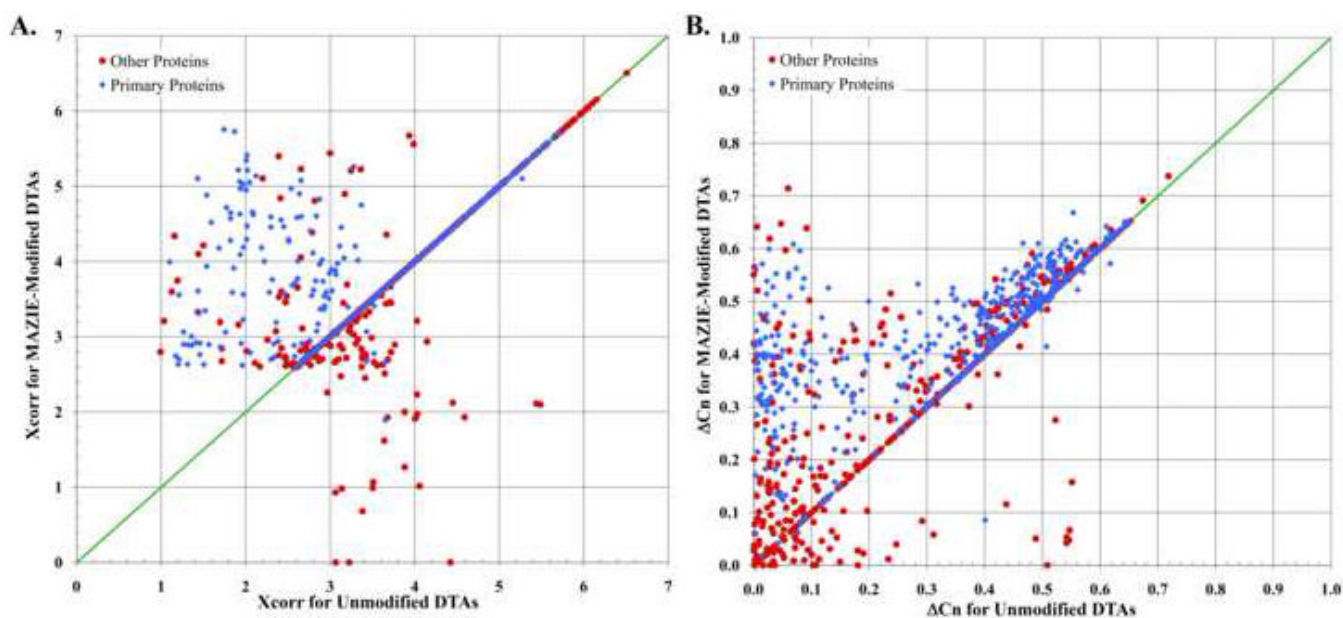 A.
Other Proteins
Primary Proteins
Xcorr for MAZIE-Modified DTAs
7
6
5
4
3
2
1
0
0 1 2 3 4 5 6 7
Xcorr for Unmodified DTAs
B.
Other Proteins
Primary Proteins
ΔCn for MAZIE-Modified DTAs
1.0
0.9
0.8
0.7
0.6
0.5
0.4
0.3
0.2
0.1
0.0
0.0 0.1 0.2 0.3 0.4 0.5 0.6 0.7 0.8 0.9 1.0
ΔCn for Unmodified DTAs